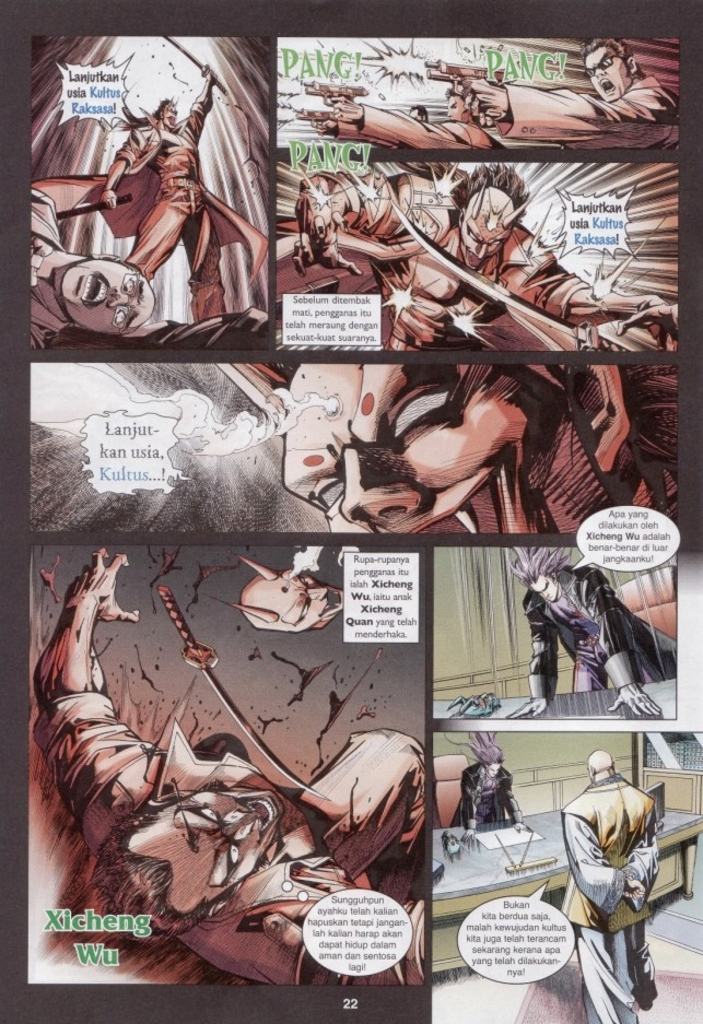 Lanjutkan
usia Kultus
Raksasa!
PANG!
PANG!
PANG!
Lanjutkan
usia Kultus
Raksasa!
Sebelum ditembak
mati, pengganas itu
telah meraung dengan
sekuat-kuat suaranya.
Lanjut-
kan usia,
Kultus...!
Apa yang
dilakukan oleh
Xicheng Wu adalah
benar-benar di luar
jangkaanku!
Rupa-rupanya
pengganas itu
ialah Xicheng
Wu, iaitu anak
Xicheng
Quan yang telah
menderhaka.
Xicheng
Wu
Sungguhpun
ayahku telah kalian
hapuskan tetapi jangan-
lah kalian harap akan
dapat hidup dalam
aman dan sentosa
lagi!
Bukan
kita berdua saja,
malah kewujudan kultus
kita juga telah terancam
sekarang kerana apa
yang telah dilakukan-
nya!
22